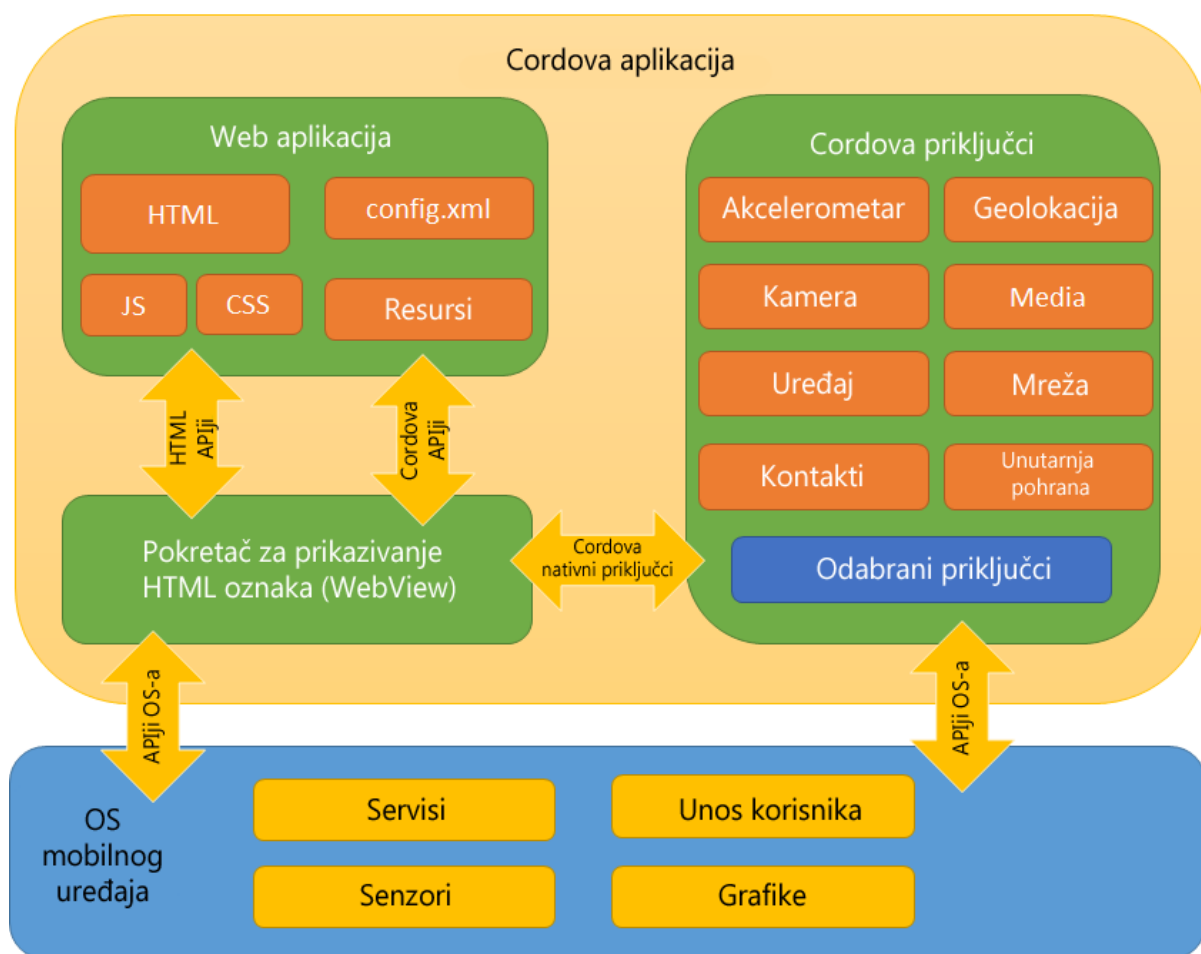 Cordova aplikacija
Web aplikacija
HTML
config.xml
JS
CSS
Resursi
HTML
APIji
Cordova
APIji
Pokretač za prikazivanje
HTML oznaka (WebView)
Cordova
nativni priključci
Cordova priključci
Akcelerometar
Geolokacija
Kamera
Media
Uređaj
Mreža
Kontakti
Unutarnja
pohrana
Odabrani priključci
APIji OS-a
APIji OS-a
OS
mobilnog
uređaja
Servisi
Unos korisnika
Senzori
Grafike